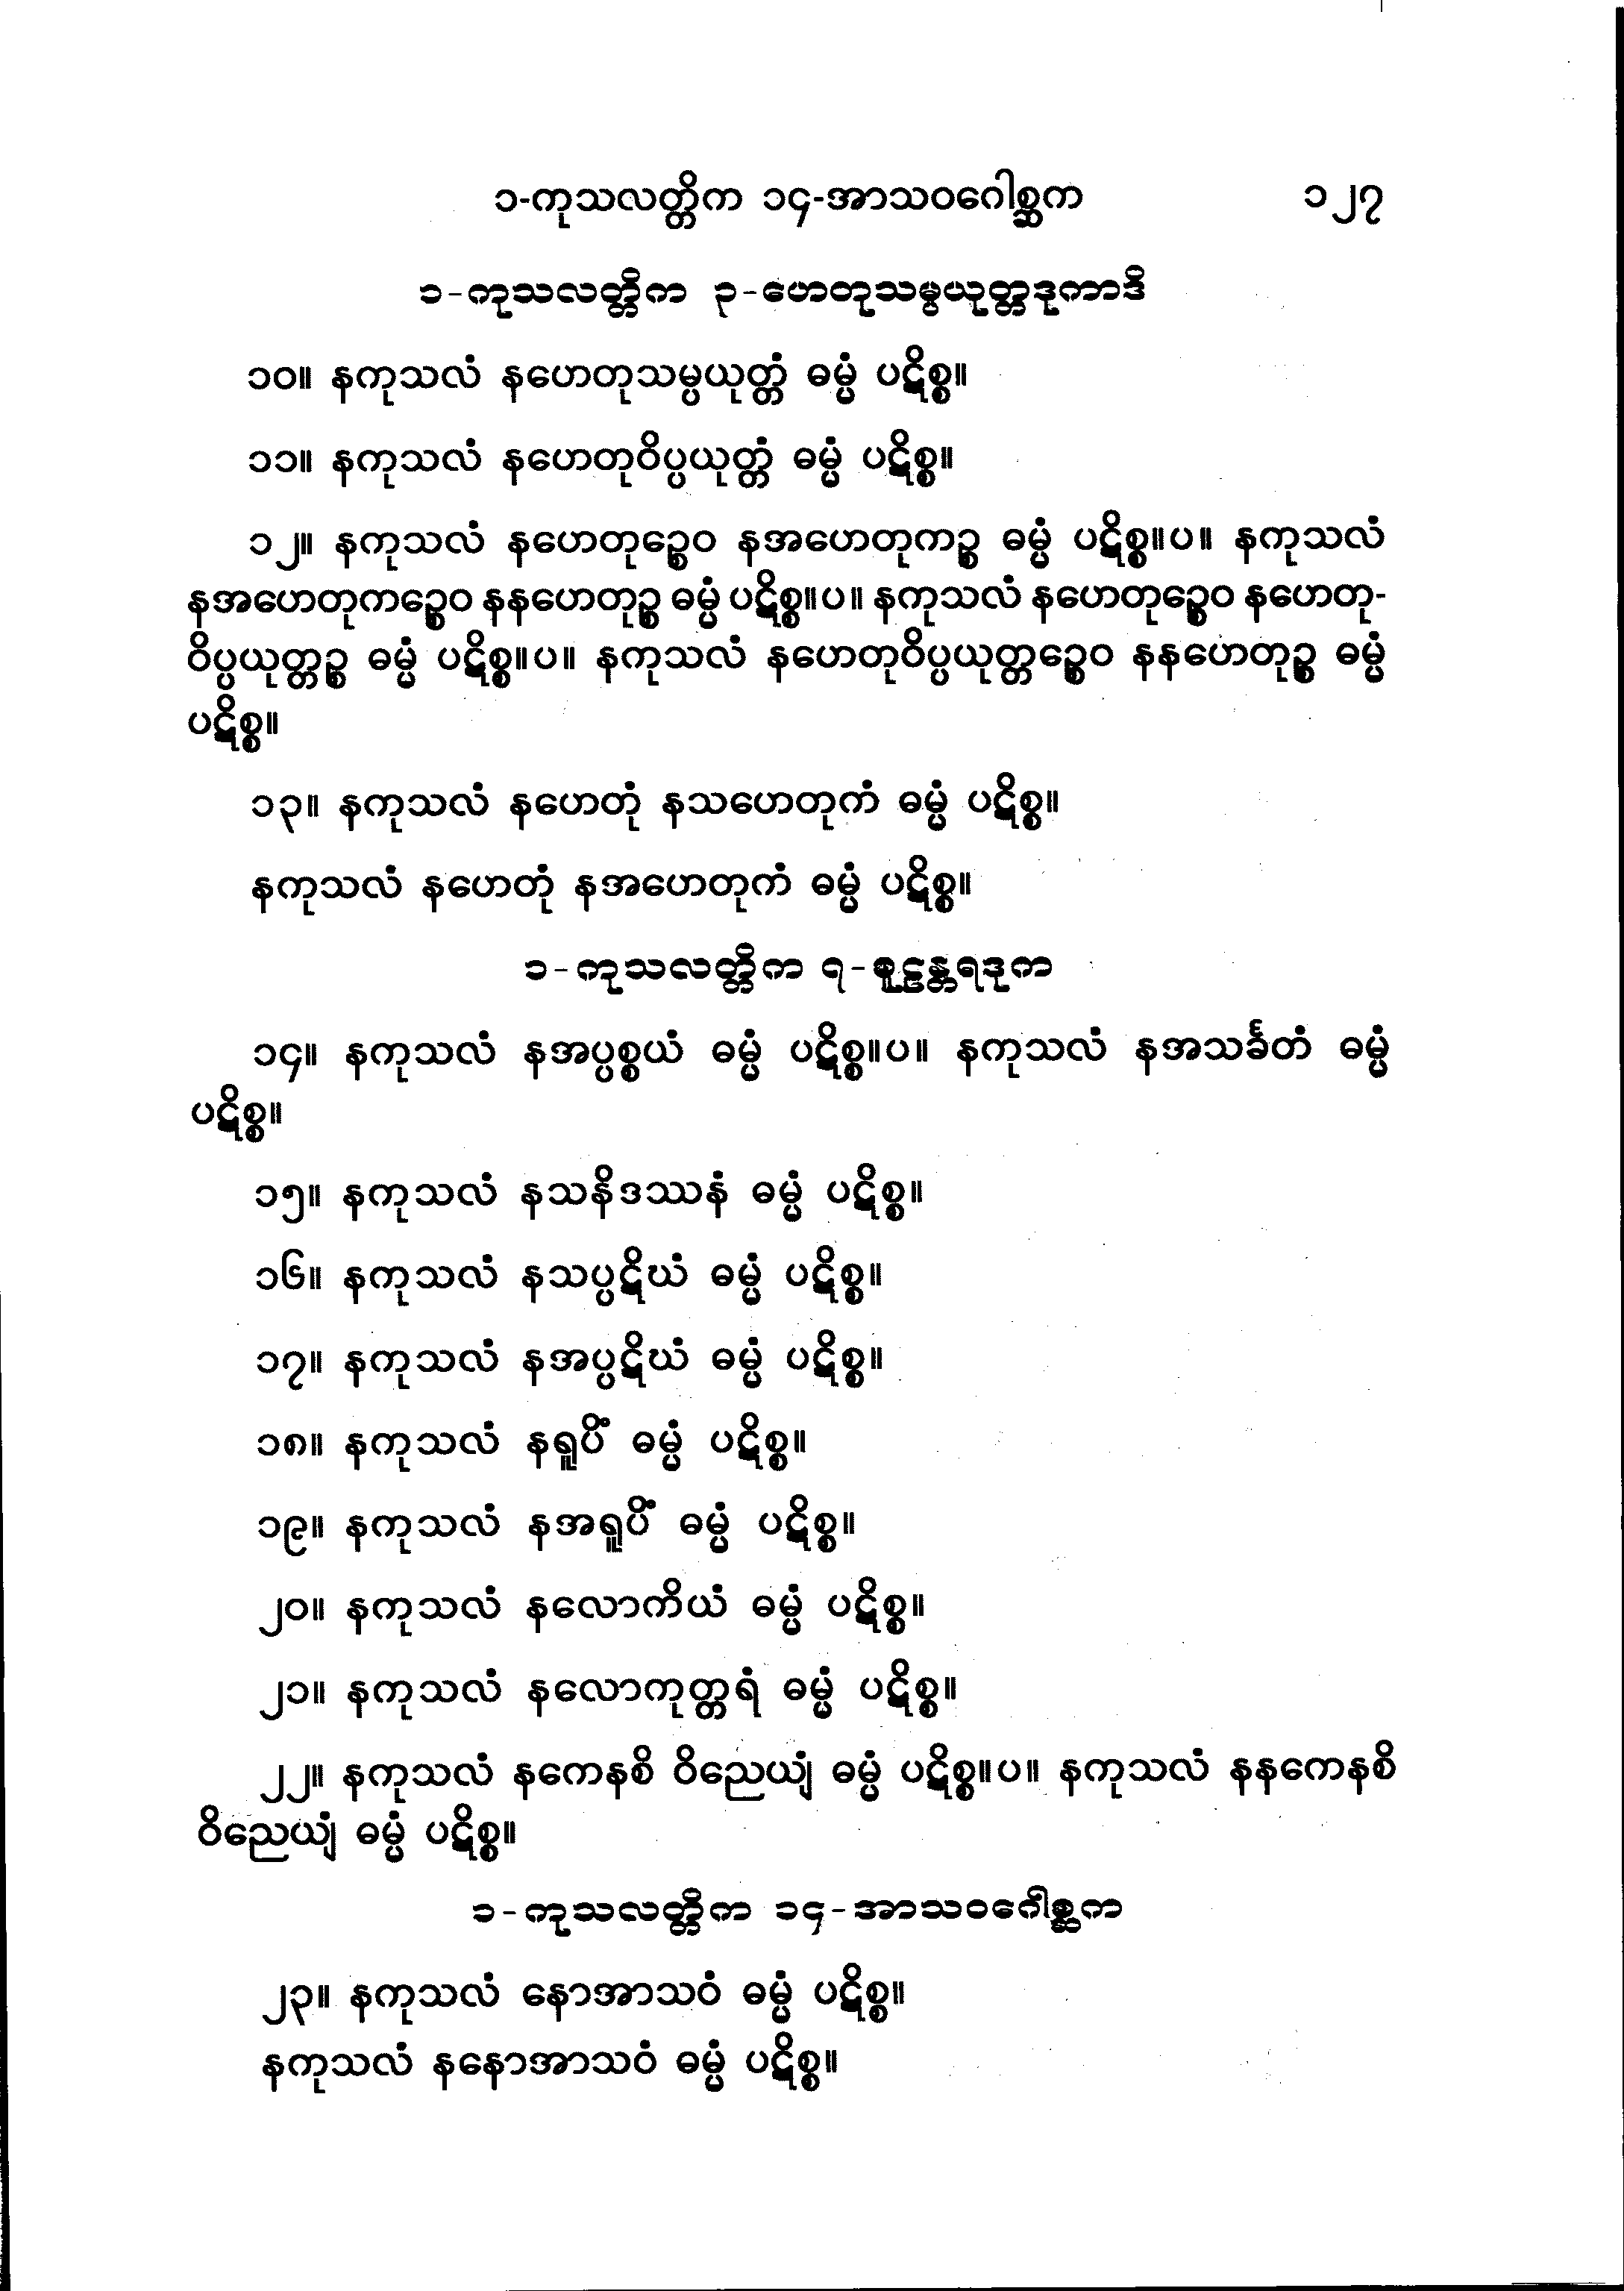 ၁-ကုသလတ္တိက ၁၄-အာသဝဂေါစ္ဆက ၁၂၇
၁-ကုသလတ္တိက ၃-ဟေတုသမ္ပယုတ္တဒုကာဒိ
၁၀။ နကုသလံ နဟေတုသမ္ပယုတ္တံ ဓမ္မံ ပဋိစ္စ။
၁၁။ နကုသလံ နဟေတုဝိပ္ပယုတ္တံ ဓမ္မံ ပဋိစ္စ။
၁၂။ နကုသလံ နဟေတုဉ္စေဝ နအဟေတုကဉ္စ ဓမ္မံ ပဋိစ္စ။ပ။ နကုသလံ
နအဟေတုကဉ္စေဝ နနဟေတုဉ္စ ဓမ္မံ ပဋိစ္စ။ပ။ နကုသလံ နဟေတုဉ္စေဝ နဟေတု-
ဝိပ္ပယုတ္တဉ္စ ဓမ္မံ ပဋိစ္စ။ပ။ နကုသလံ နဟေတုဝိပ္ပယုတ္တဉ္စေဝ နနဟေတုဉ္စ ဓမ္မံ
ပဋိစ္စ။
၁၃။ နကုသလံ နဟေတုံ နသဟေတုကံ ဓမ္မံ ပဋိစ္စ။
နကုသလံ နဟေတုံ နအဟေတုကံ ဓမ္မံ ပဋိစ္စ။
၁-ကုသလတ္တိက ၇-စူဠန္တရဒုက
၁၄။ နကုသလံ နအပ္ပစ္စယံ ဓမ္မံ ပဋိစ္စ။ပ။ နကုသလံ နအသင်္ခတံ ဓမ္မံ
ပဋိစ္စ။
၁၅။ နကုသလံ နသနိဒဿနံ ဓမ္မံ ပဋိစ္စ။
၁၆။ နကုသလံ နသပ္ပဋိဃံ ဓမ္မံ ပဋိစ္စ။
၁၇။ နကုသလံ နအပ္ပဋိဃံ ဓမ္မံ ပဋိစ္စ။
၁၈။ နကုသလံ နရူပိံ ဓမ္မံ ပဋိစ္စ။
၁၉။ နကုသလံ နအရူပိံ ဓမ္မံ ပဋိစ္စ။
၂၀။ နကုသလံ နလောကိယံ ဓမ္မံ ပဋိစ္စ။
၂၁။ နကုသလံ နလောကုတ္တရံ ဓမ္မံ ပဋိစ္စ။
၂၂။ နကုသလံ နကေနစိ ဝိညေယျံ ဓမ္မံ ပဋိစ္စ။ပ။ နကုသလံ နနကေနစိ
ဝိညေယျံ ဓမ္မံ ပဋိစ္စ။
၁-ကုသလတ္တိက ၁၄-အာသဝဂေါစ္ဆက
၂၃။ နကုသလံ နောအာသဝံ ဓမ္မံ ပဋိစ္စ။
နကုသလံ နနောအာသဝံ ဓမ္မံ ပဋိစ္စ။